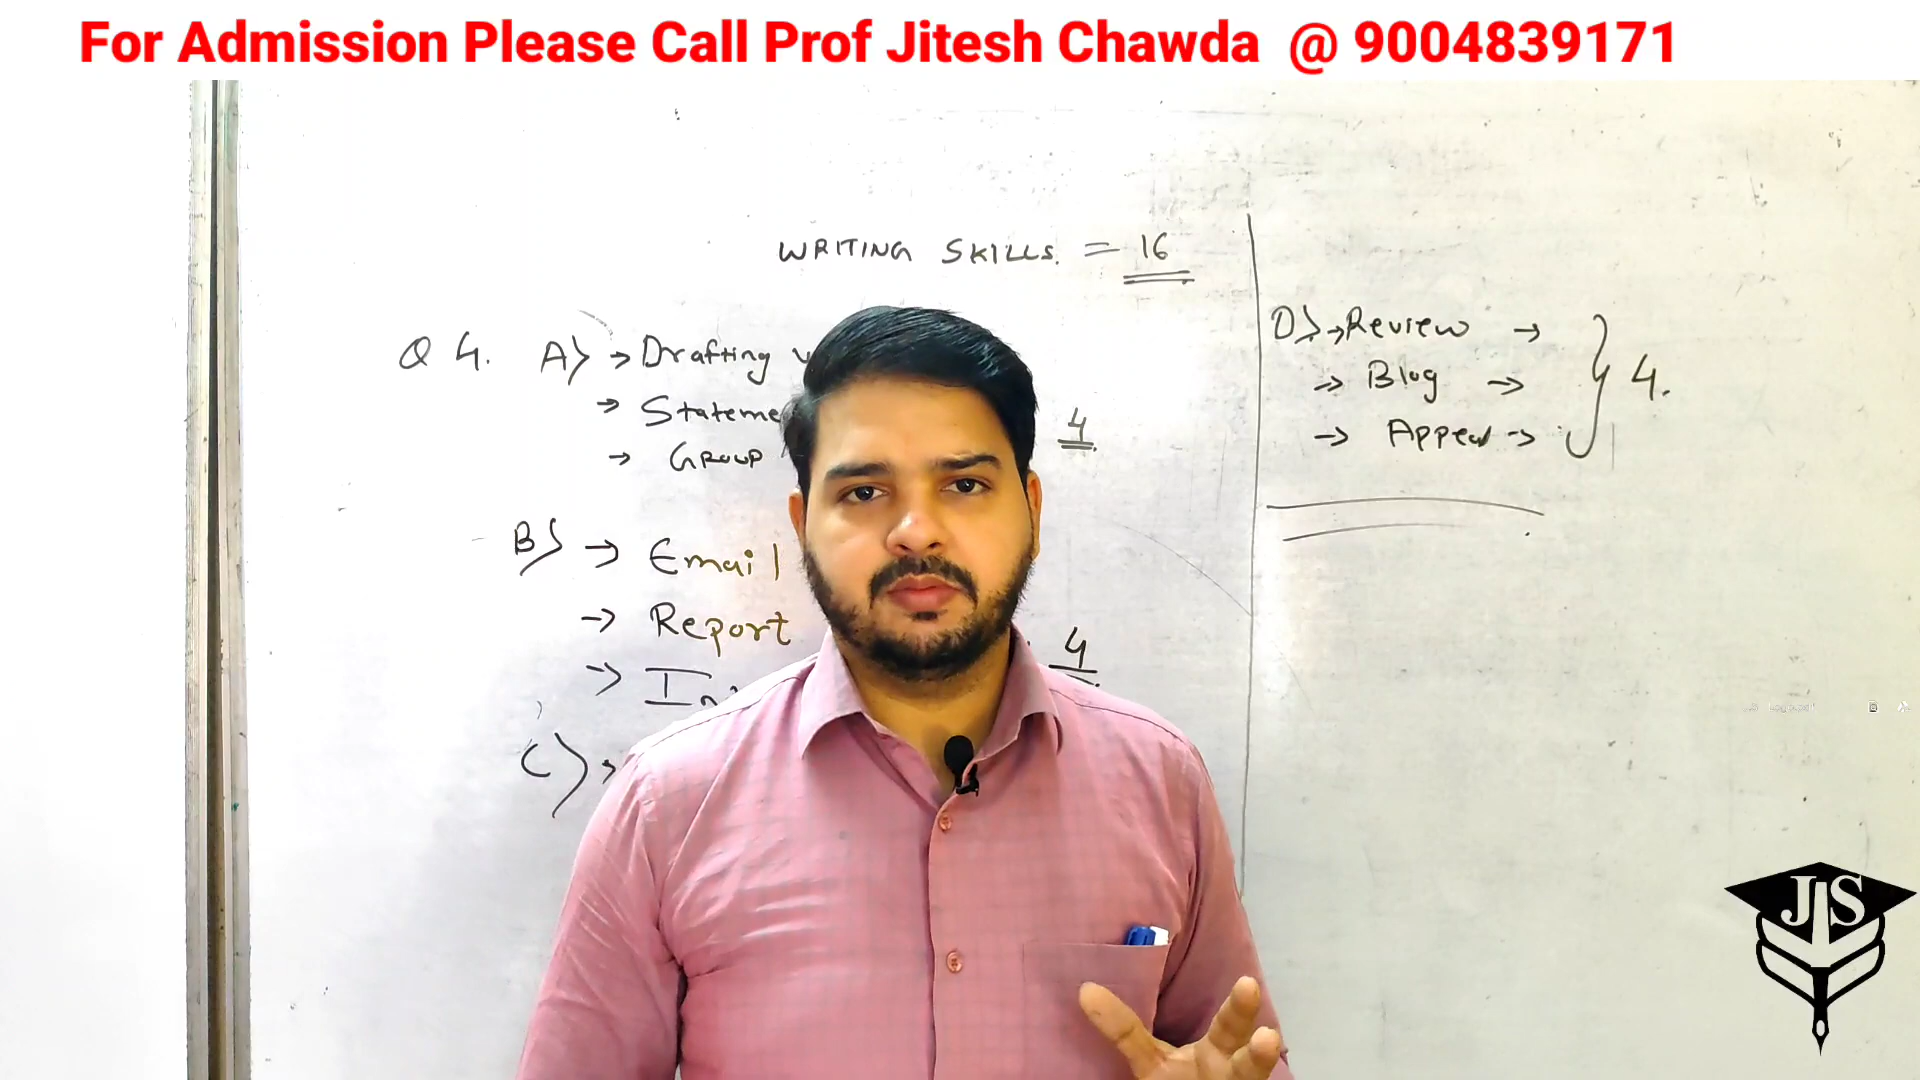 For Admission Please Call Prof Jitesh Chawda @ 9004839171
WRITING SKILLS. = 16
Q 4. A) → Drafting
→
→ GROUP
4
B) → Email
→ Report
→
4
C) →
D) → Review →
→ Blog →
→ Appeal →
} 4.
JS